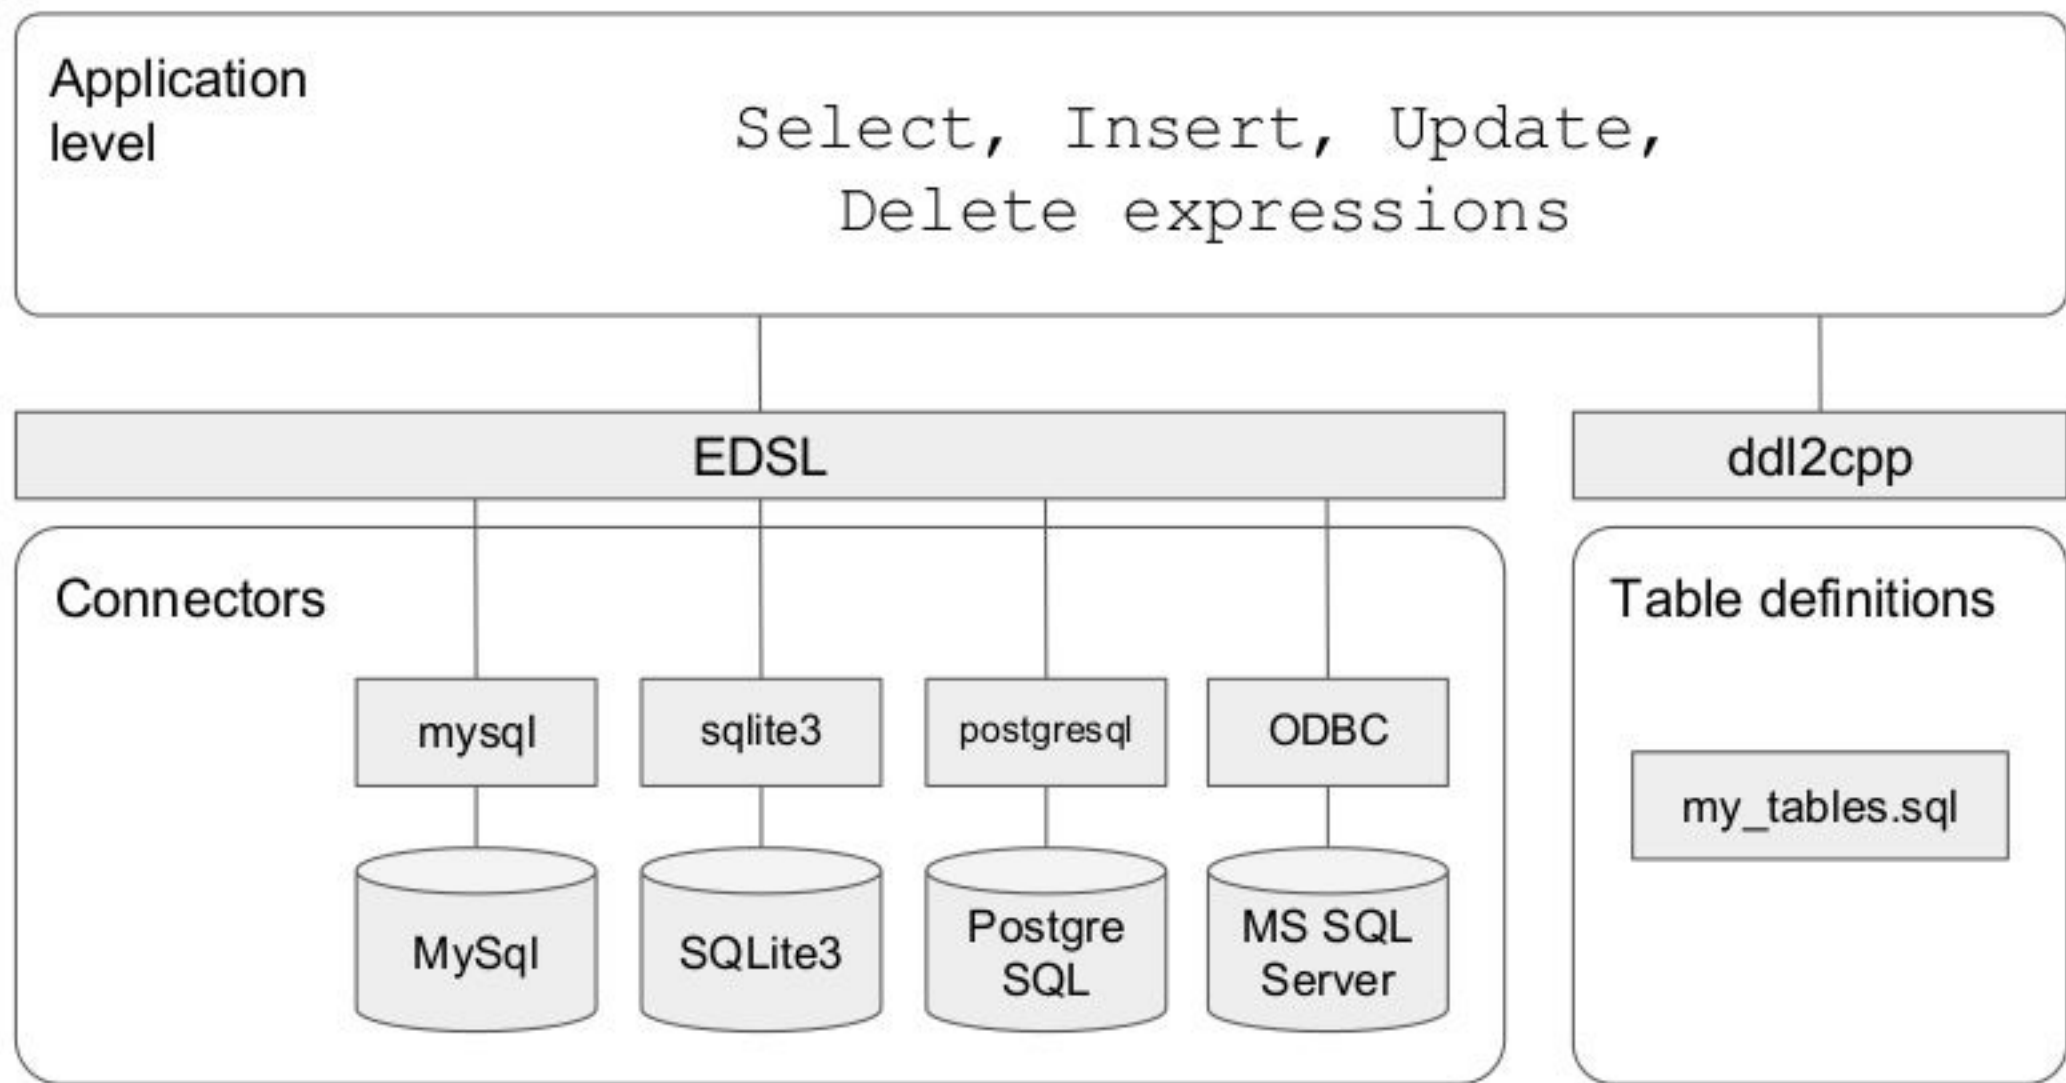 Application
level
Select, Insert, Update,
Delete expressions
EDSL
ddl2cpp
Connectors
Table definitions
mysql
sqlite3
postgresql
ODBC
my_tables.sql
MySql
SQLite3
Postgre
SQL
MS SQL
Server